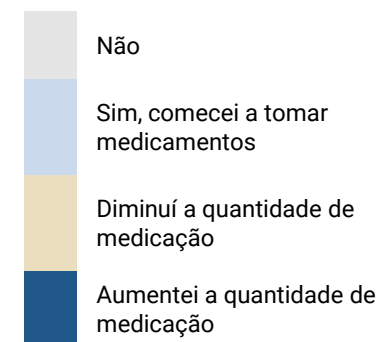 Não
Sim, comecei a tomar
medicamentos
Diminuí a quantidade de
medicação
Aumentei a quantidade de
medicação